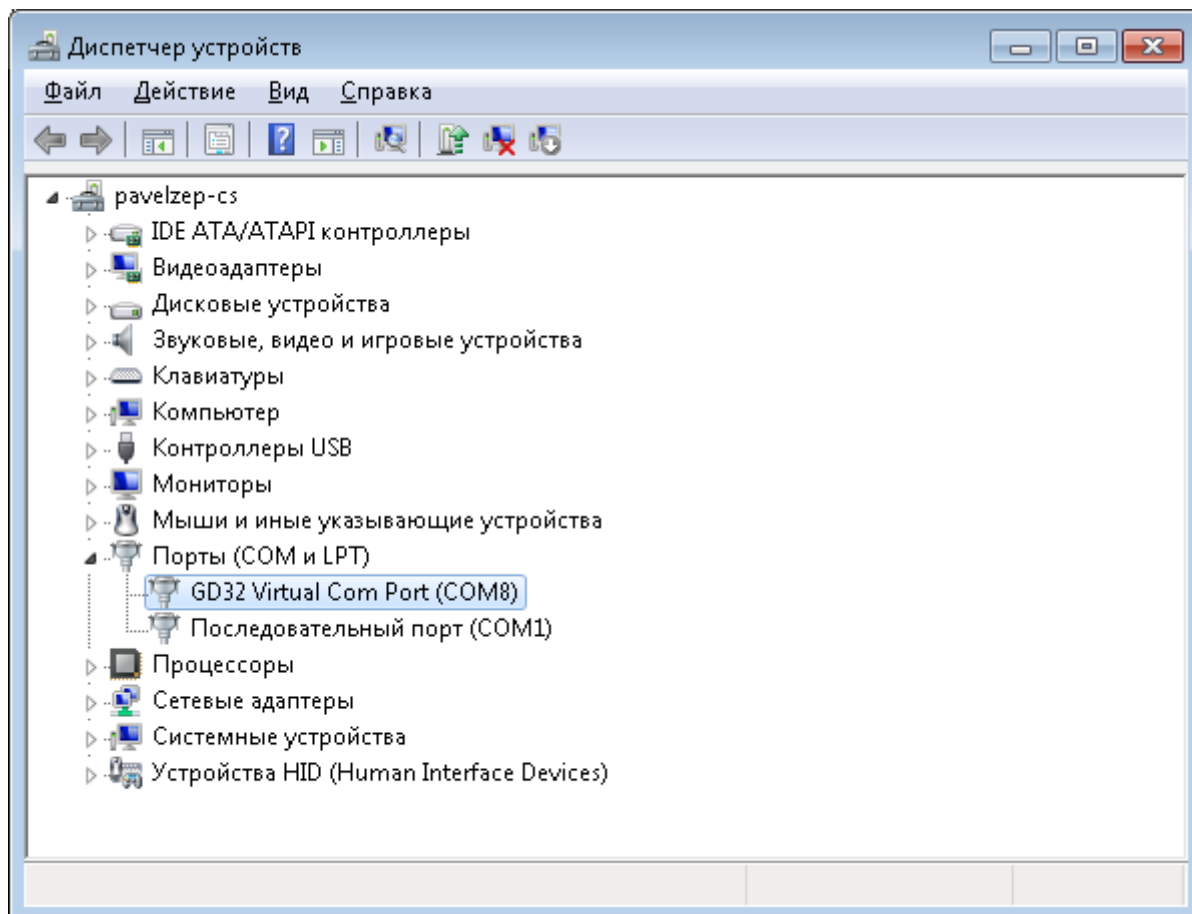 Диспетчер устройств
Файл Действие Вид Справка
pavelzep-cs
IDE ATA/ATAPI контроллеры
Видеоадаптеры
Дисковые устройства
Звуковые, видео и игровые устройства
Клавиатуры
Компьютер
Контроллеры USB
Мониторы
Мыши и иные указывающие устройства
Порты (COM и LPT)
GD32 Virtual Com Port (COM8)
Последовательный порт (COM1)
Процессоры
Сетевые адаптеры
Системные устройства
Устройства HID (Human Interface Devices)